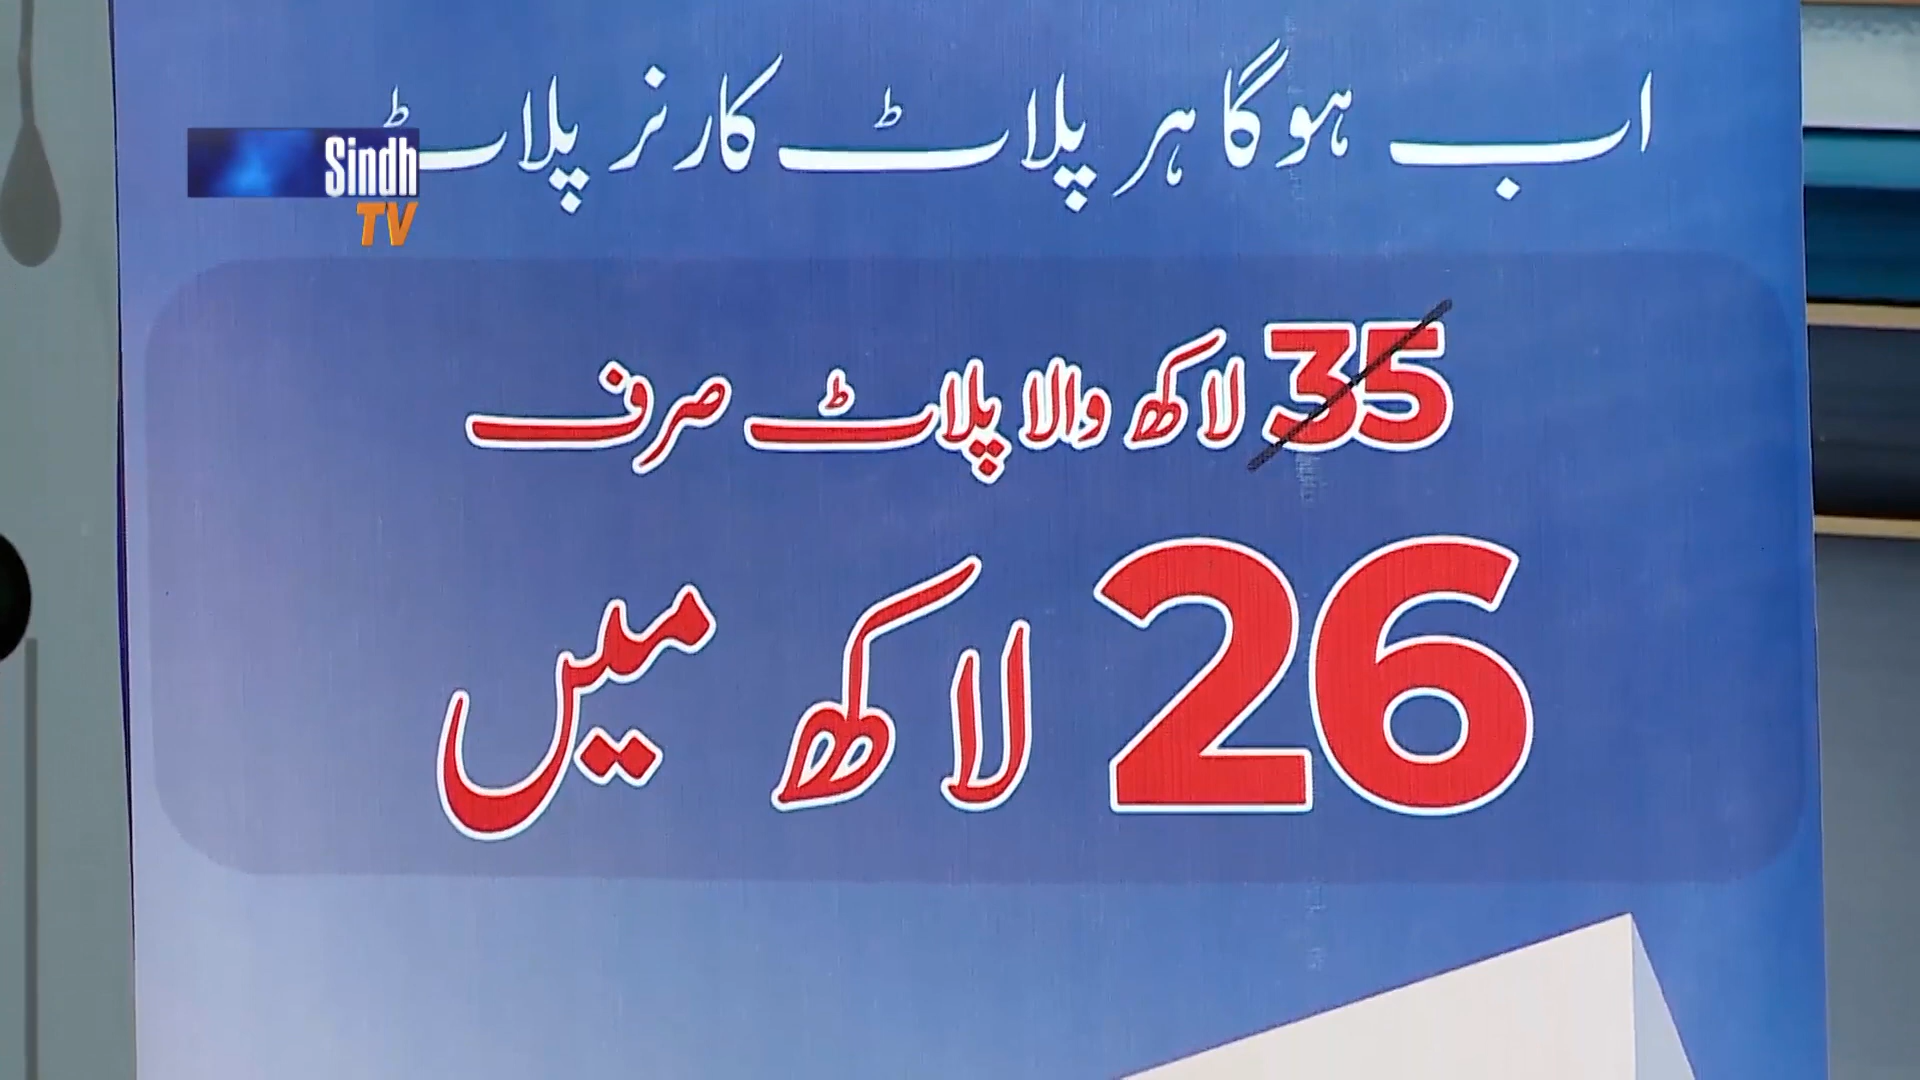 اب ہوگا ہر پلاٹ کارنر پلاٹ
Sindh
TV
35 لاکھ والا پلاٹ صرف
26 لاکھ میں